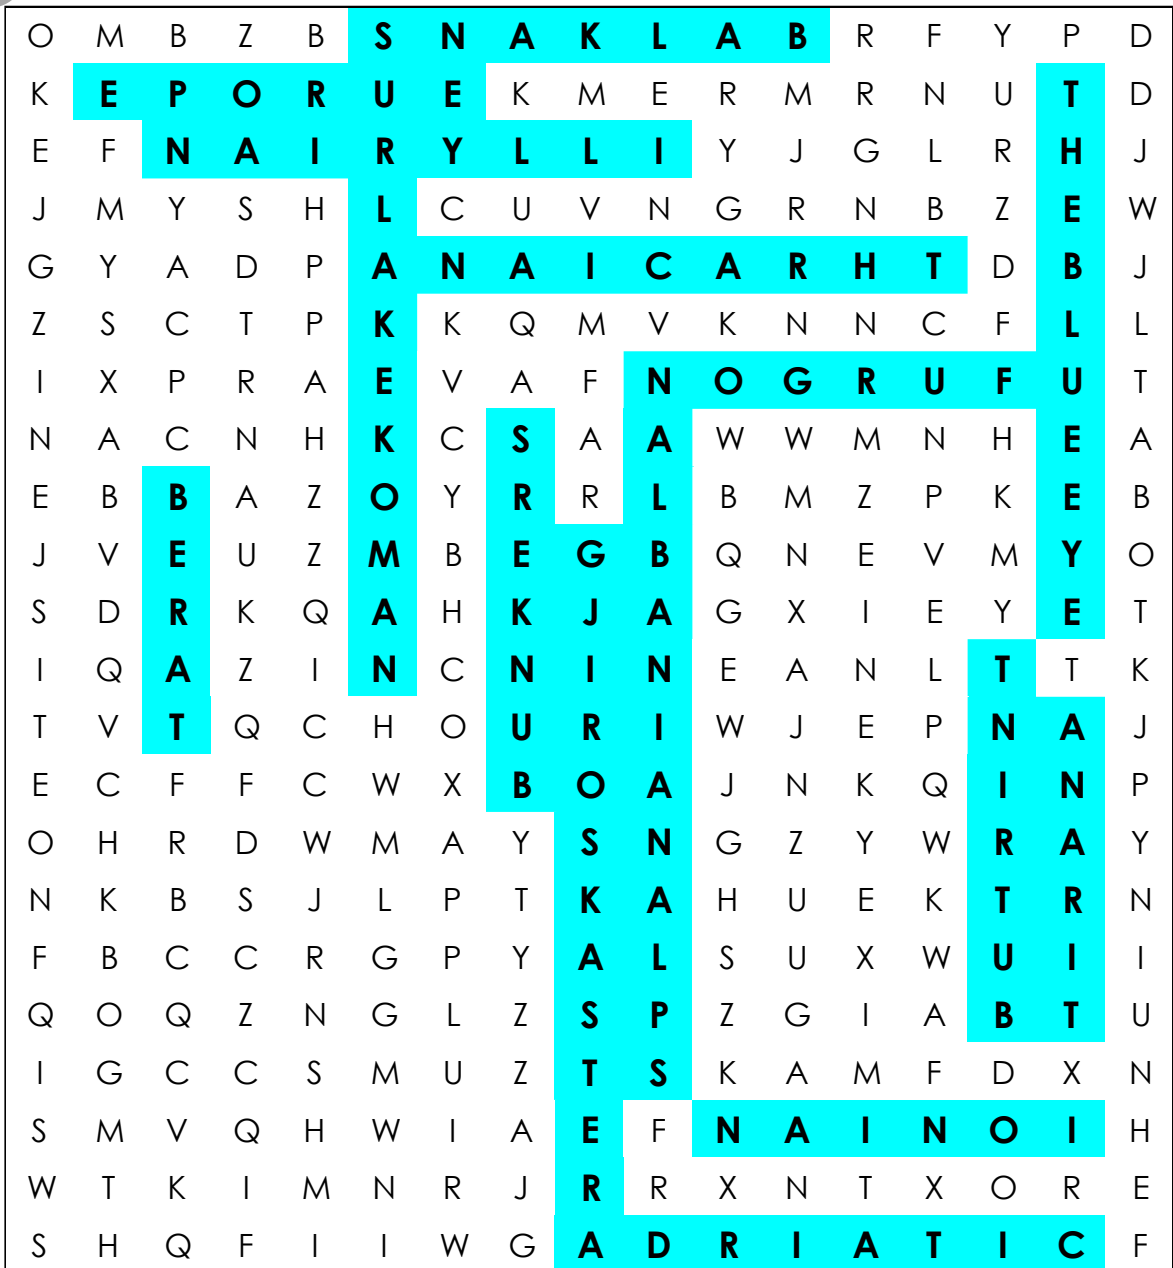 O M B Z B S N A K L A B R F Y P D
K E P O R U E K M E R M R N U T D
E F N A I R Y L L I Y J G L R H J
J M Y S H L C U V N G R N B Z E W
G Y A D P A N A I C A R H T D B J
Z S C T P K K Q M V K N N C F L L
I X P R A E V A F N O G R U F U T
N A C N H K C S A A W W M N H E A
E B B A Z O Y R R L B M Z P K E B
J V E U Z M B E G B Q N E V M Y O
S D R K Q A H K J A G X I E Y E T
I Q A Z I N C N I N E A N L T T K
T V T Q C H O U R I W J E P N A J
E C F F C W X B O A J N K Q I N P
O H R D W M A Y S N G Z Y W R A Y
N K B S J L P T K A H U E K T R N
F B C C R G P Y A L S U X W U I I
Q O Q Z N G L Z S P Z G I A B T U
I G C C S M U Z T S K A M F D X N
S M V Q H W I A E F N A I N O I H
W T K I M N R J R R X N T X O R E
S H Q F I I W G A D R I A T I C F